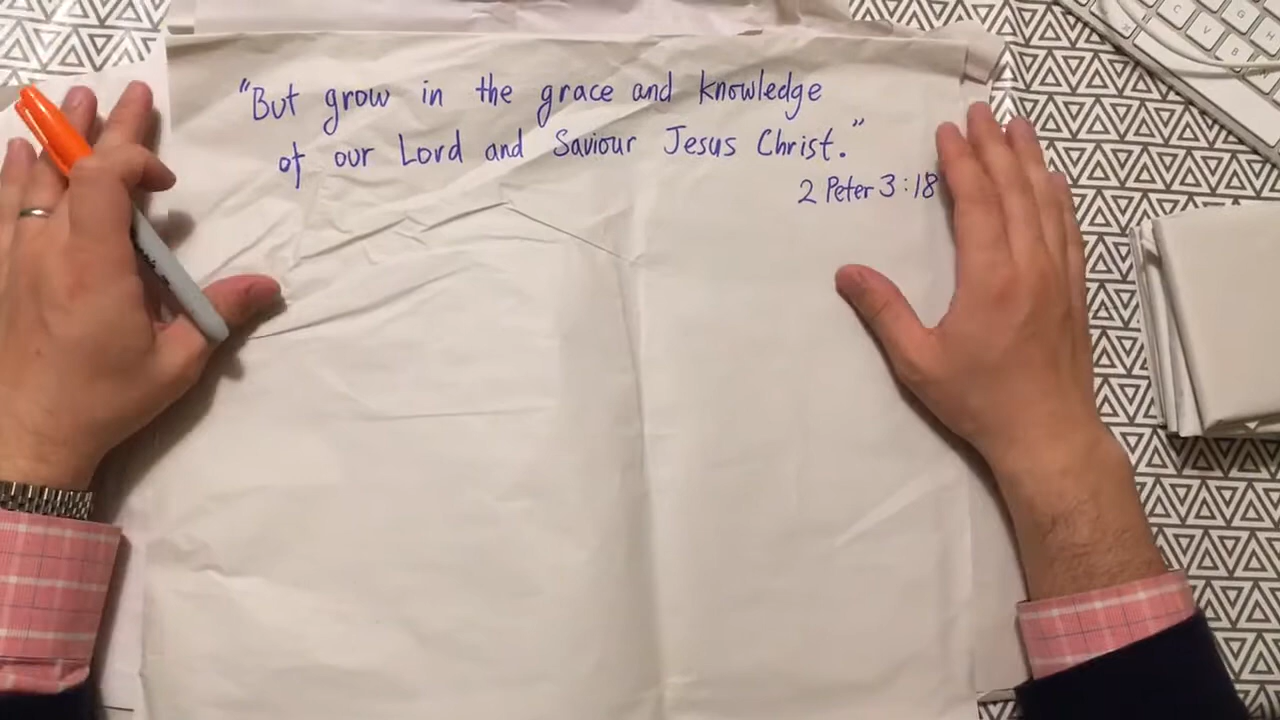 "But grow in the grace and knowledge
of our Lord and Saviour Jesus Christ."
2 Peter 3:18